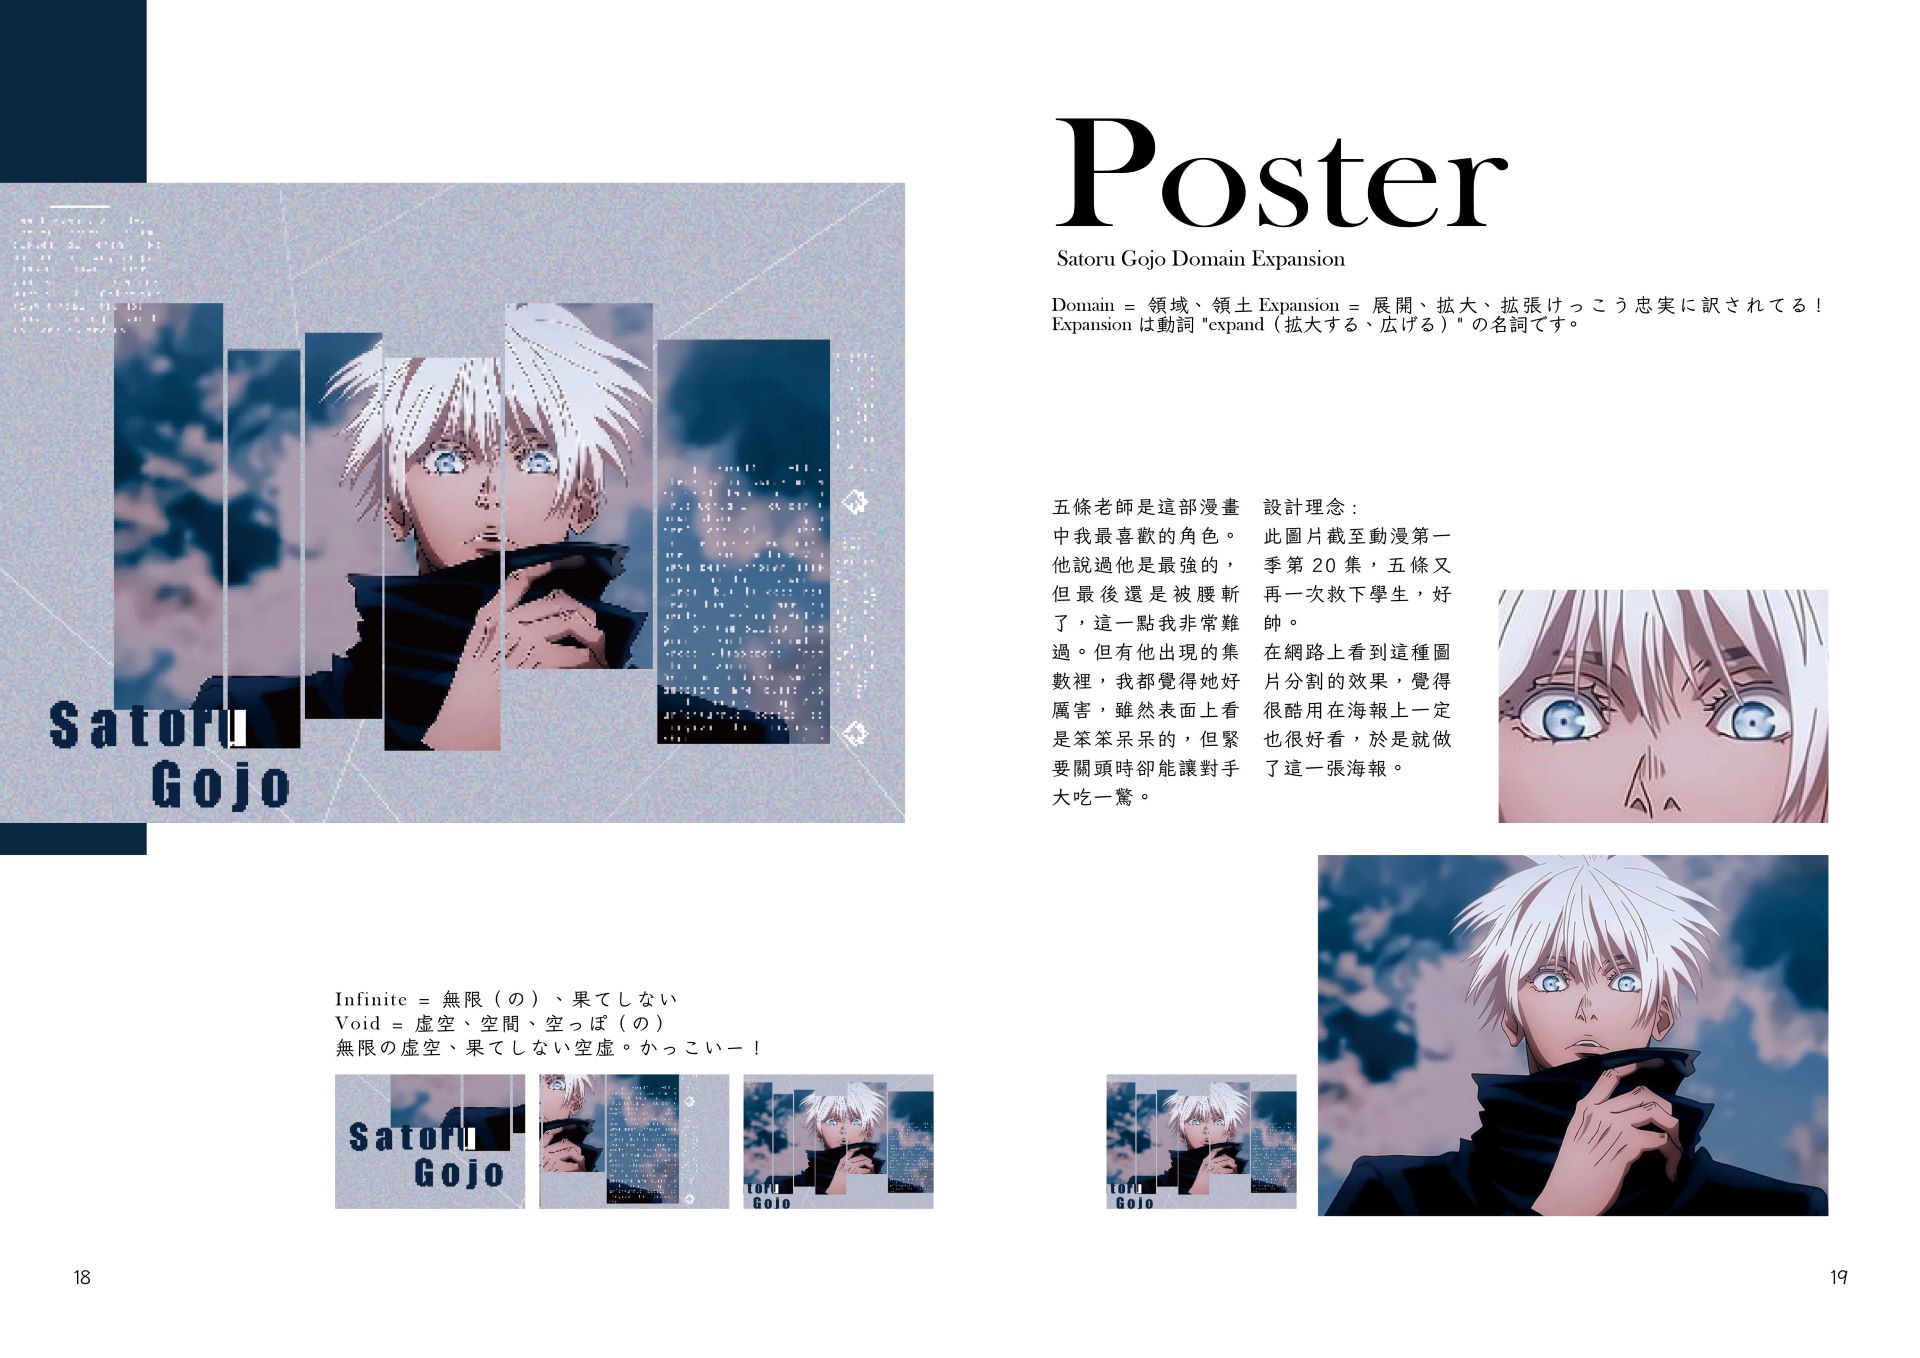 Satoru
Gojo
Infinite = 無限（の）、果てしない
Void = 虚空、空間、空っぽ（の）
無限の虚空、果てしない空虚。かっこいー！
Satoru
Gojo
toru
Gojo
18
Poster
Satoru Gojo Domain Expansion
Domain = 領域、領土 Expansion = 展開、拡大、拡張けっこう忠実に訳されてる！
Expansion は動詞 "expand（拡大する、広げる）" の名詞です。
五條老師是這部漫畫
中我最喜歡的角色。
他說過他是最強的，
但最後還是被腰斬
了，這一點我非常難
過。但有他出現的集
數裡，我都覺得她好
厲害，雖然表面上看
是笨笨呆呆的，但緊
要關頭時卻能讓對手
大吃一驚。
設計理念：
此圖片截至動漫第一
季第 20 集，五條又
再一次救下學生，好
帥。
在網路上看到這種圖
片分割的效果，覺得
很酷用在海報上一定
也很好看，於是就做
了這一張海報。
toru
Gojo
19